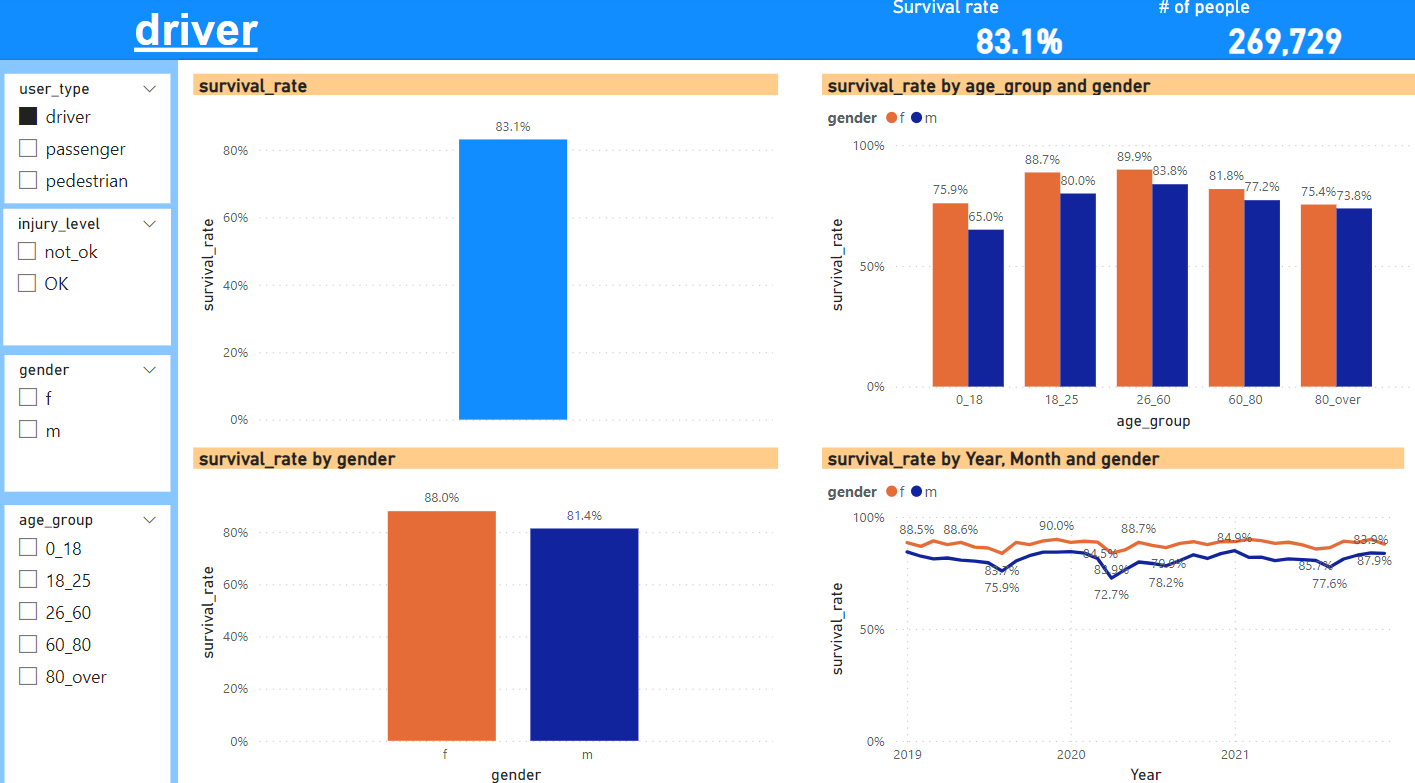 driver
Survival rate
83.1%
# of people
269,729
user_type
driver
passenger
pedestrian
injury_level
not_ok
OK
gender
f
m
age_group
0_18
18_25
26_60
60_80
80_over
survival_rate
survival_rate
80%
60%
40%
20%
0%
83.1%
survival_rate by age_group and gender
gender f m
survival_rate
100%
50%
0%
75.9% 65.0% 88.7% 80.0% 89.9% 83.8% 81.8% 77.2% 75.4% 73.8%
0_18 18_25 26_60 60_80 80_over
age_group
survival_rate by gender
survival_rate
80%
60%
40%
20%
0%
88.0% 81.4%
f m
gender
survival_rate by Year, Month and gender
gender f m
survival_rate
100%
50%
0%
88.5% 88.6% 90.0% 88.7% 84.9%
84.5% 83.9%
85.7% 87.9%
75.9% 72.7% 78.2% 77.6%
2019 2020 2021
Year